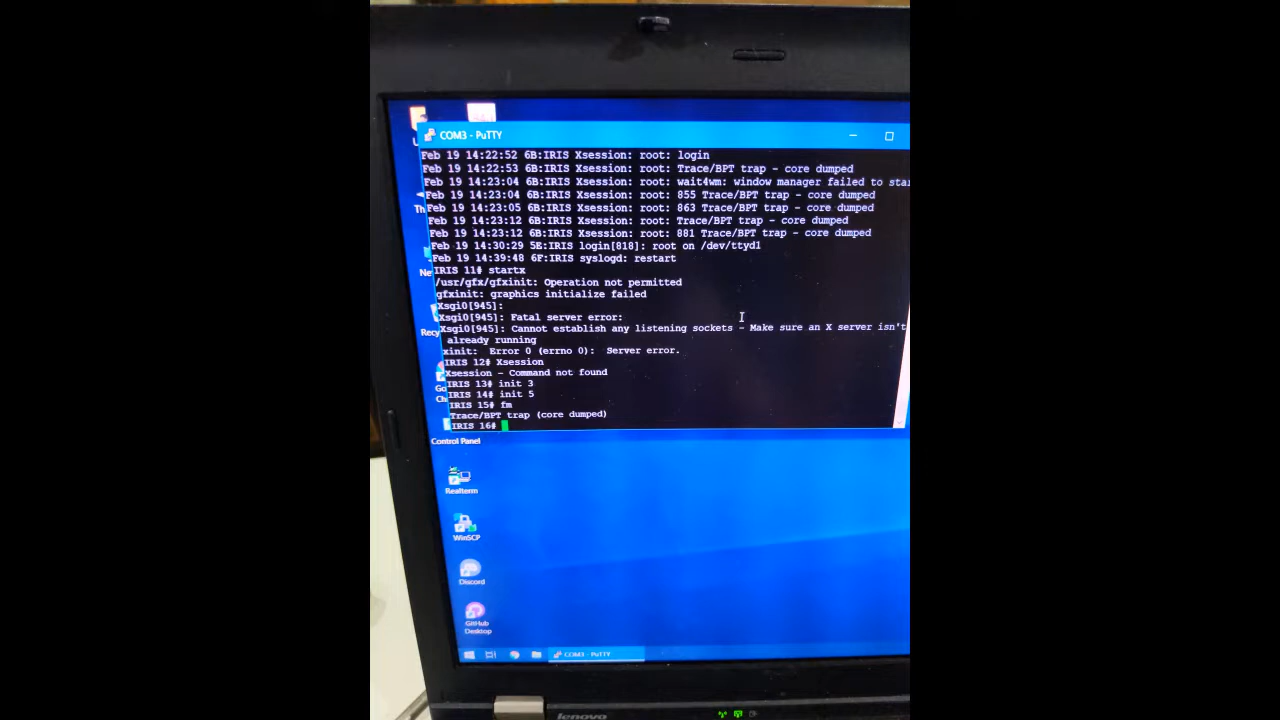 COM3 - PuTTY
Feb 19 14:22:52 6B:IRIS Xsession: root: login
Feb 19 14:22:53 6B:IRIS Xsession: root: Trace/BPT trap - core dumped
Feb 19 14:23:04 6B:IRIS Xsession: root: wait4wm: window manager failed to star
Feb 19 14:23:04 6B:IRIS Xsession: root: 855 Trace/BPT trap - core dumped
Feb 19 14:23:05 6B:IRIS Xsession: root: 863 Trace/BPT trap - core dumped
Feb 19 14:23:12 6B:IRIS Xsession: root: Trace/BPT trap - core dumped
Feb 19 14:23:12 6B:IRIS Xsession: root: 881 Trace/BPT trap - core dumped
Feb 19 14:30:29 5E:IRIS login[818]: root on /dev/ttyd1
Feb 19 14:39:48 6F:IRIS syslogd: restart
IRIS 11# startx
/usr/gfx/gfxinit: Operation not permitted
gfxinit: graphics initialize failed
Xsgi0[945]:
Xsgi0[945]: Fatal server error:
Xsgi0[945]: Cannot establish any listening sockets - Make sure an X server isn't
already running
xinit:  Error 0 (errno 0):  Server error.
IRIS 12# Xsession
Xsession - Command not found
IRIS 13# init 3
IRIS 14# init 5
IRIS 15# fm
Trace/BPT trap (core dumped)
IRIS 16#
Th
Ne
Recy
Go
Ch
Control Panel
Realterm
WinSCP
Discord
GitHub
Desktop
COM3 - PuTTY
lenovo